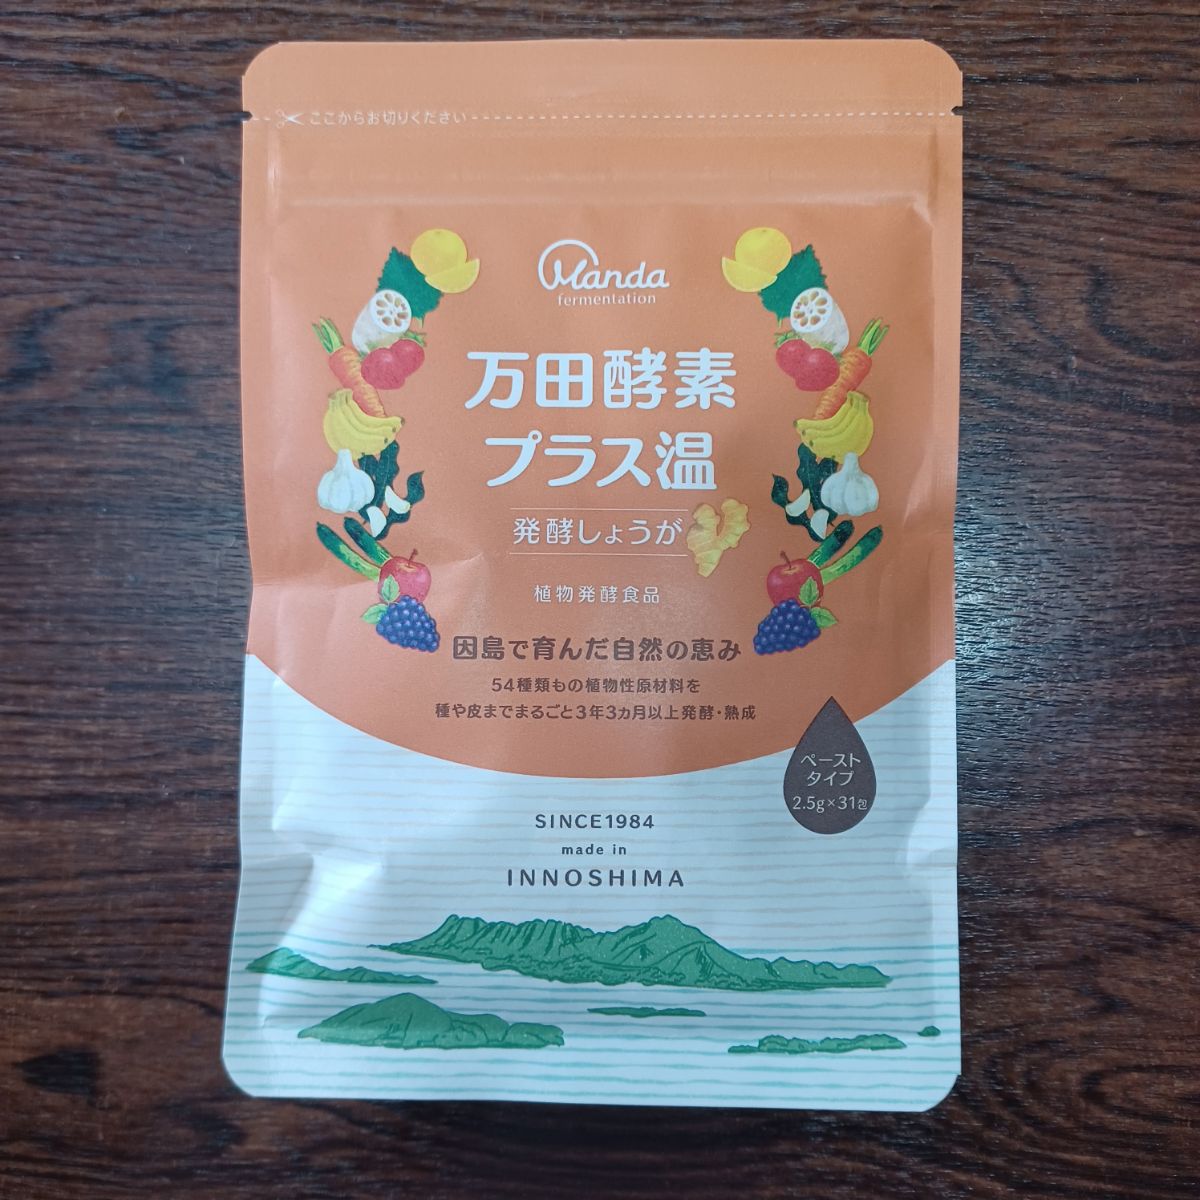 ここからお切りください
Manda
fermentation
万田酵素
プラス温
発酵しょうが
植物発酵食品
因島で育んだ自然の恵み
54種類もの植物性原材料を
種や皮までまるごと3年3ヵ月以上発酵・熟成
ペースト
タイプ
2.5g×31包
SINCE1984
made in
INNOSHIMA